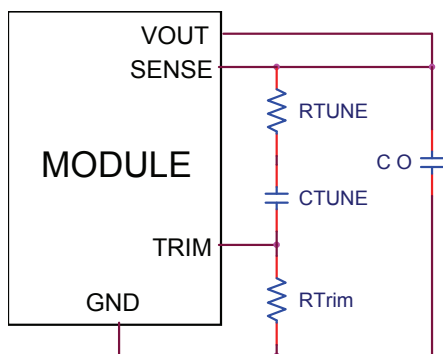 VOUT
SENSE
RTUNE
MODULE
C O
CTUNE
TRIM
RTrim
GND